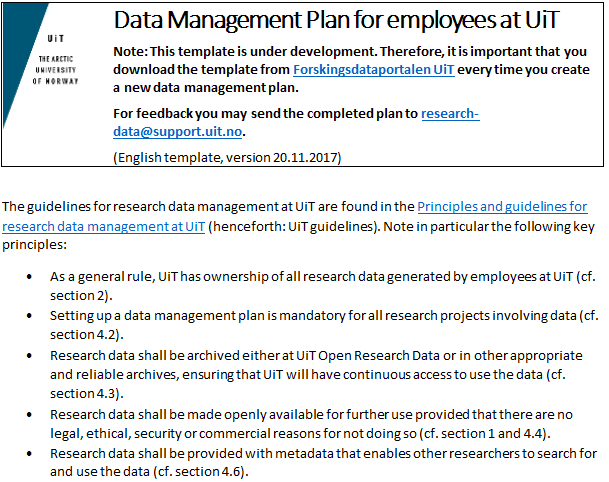 UiT
THE ARCTIC
UNIVERSITY
OF NORWAY
Data Management Plan for employees at UiT
Note: This template is under development. Therefore, it is important that you
download the template from Forskingsdataportalen UiT every time you create
a new data management plan.
For feedback you may send the completed plan to research-
data@support.uit.no.
(English template, version 20.11.2017)
The guidelines for research data management at UiT are found in the Principles and guidelines for
research data management at UiT (henceforth: UiT guidelines). Note in particular the following key
principles:
• As a general rule, UiT has ownership of all research data generated by employees at UiT (cf.
section 2).
• Setting up a data management plan is mandatory for all research projects involving data (cf.
section 4.2).
• Research data shall be archived either at UiT Open Research Data or in other appropriate
and reliable archives, ensuring that UiT will have continuous access to use the data (cf.
section 4.3).
• Research data shall be made openly available for further use provided that there are no
legal, ethical, security or commercial reasons for not doing so (cf. section 1 and 4.4).
• Research data shall be provided with metadata that enables other researchers to search for
and use the data (cf. section 4.6).